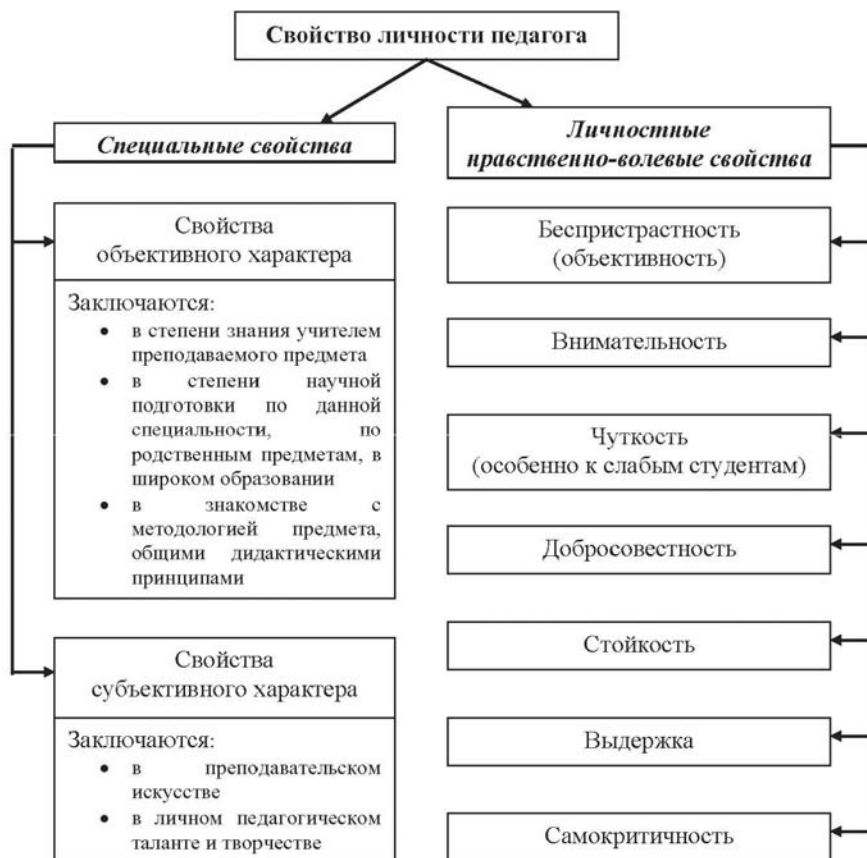 Свойство личности педагога
Специальные свойства
Свойства
объективного характера
Заключаются:
• в степени знания учителем
преподаваемого предмета
• в степени научной
подготовки по данной
специальности, по
родственным предметам, в
широком образовании
• в знакомстве с
методологией предмета,
общими дидактическими
принципами
Свойства
субъективного характера
Заключаются:
• в преподавательском
искусстве
• в личном педагогическом
таланте и творчестве
Личностные
нравственно-волевые свойства
Беспристрастность
(объективность)
Внимательность
Чуткость
(особенно к слабым студентам)
Добросовестность
Стойкость
Выдержка
Самокритичность